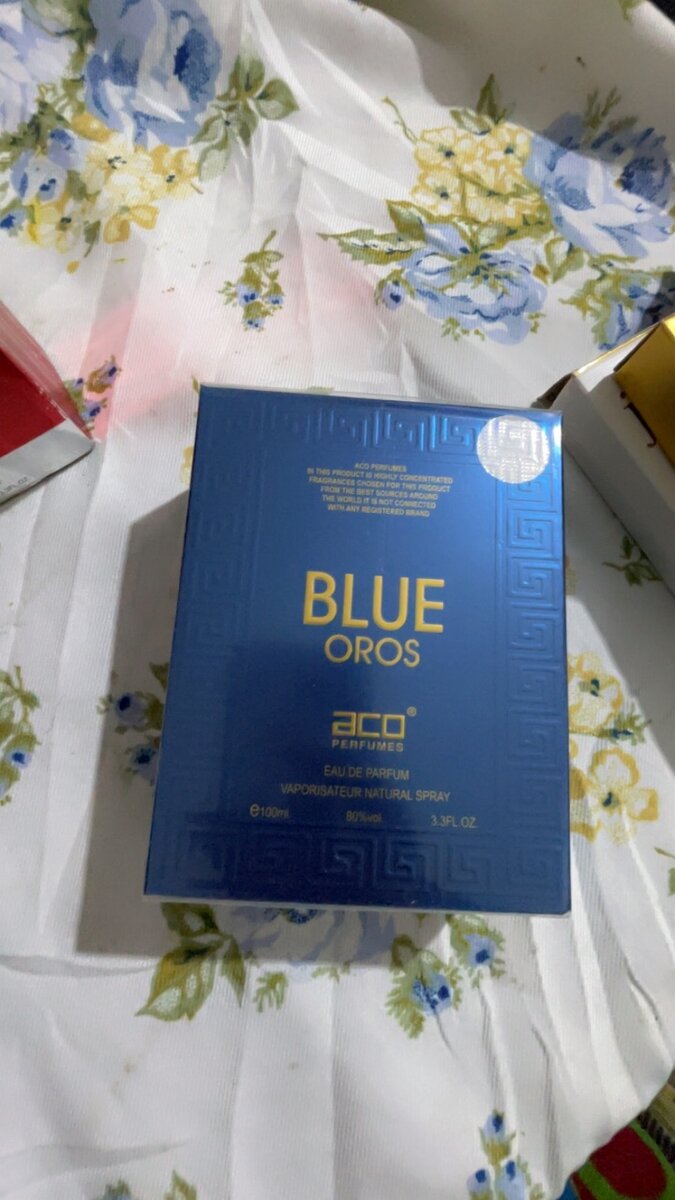 ACO PERFUMES
IN THIS PRODUCT IS HIGHLY CONCENTRATED
FRAGRANCES CHOSEN FOR THIS PRODUCT
FROM THE BEST SOURCES AROUND
THE WORLD IT IS NOT CONNECTED
WITH ANY REGISTERED BRAND
BLUE
OROS
aco®
PERFUMES
EAU DE PARFUM
VAPORISATEUR NATURAL SPRAY
e100ml. 80%vol. 3.3FL.OZ.